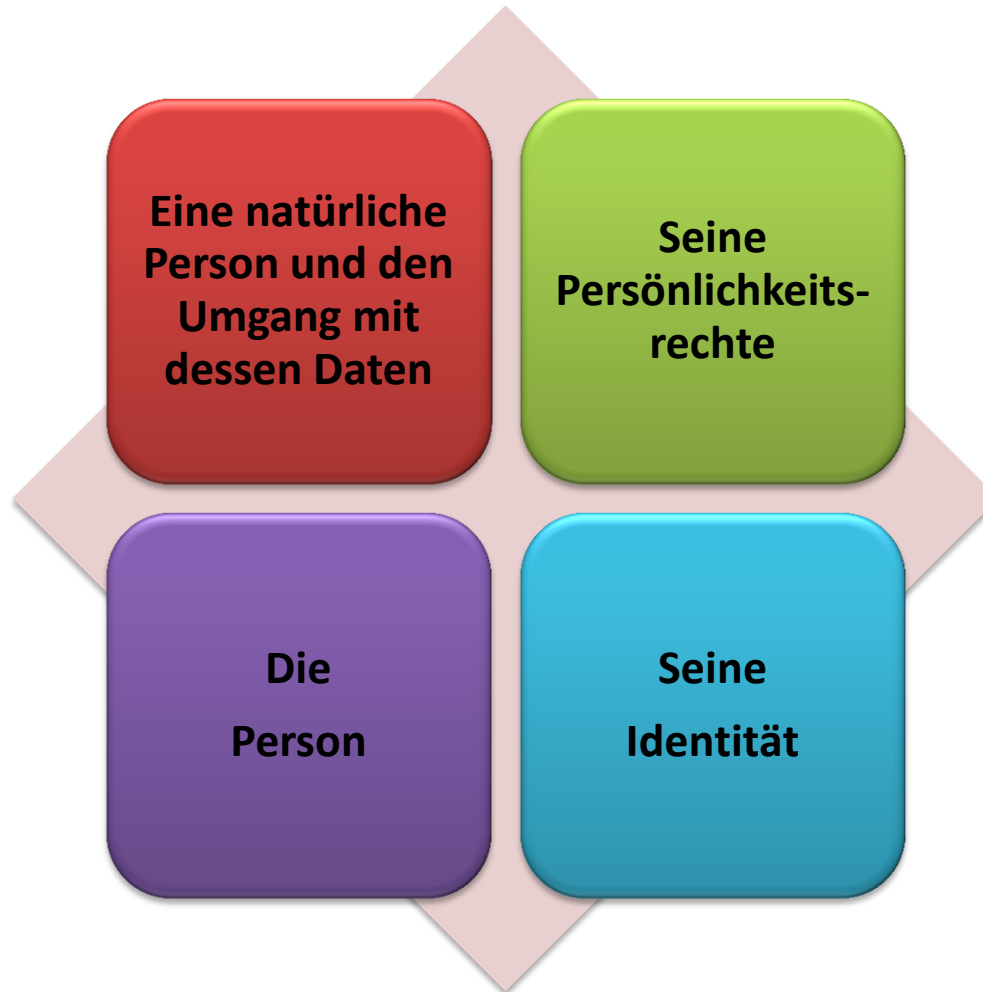 Eine natürliche
Person und den
Umgang mit
dessen Daten
Seine
Persönlichkeits-
rechte
Die
Person
Seine
Identität